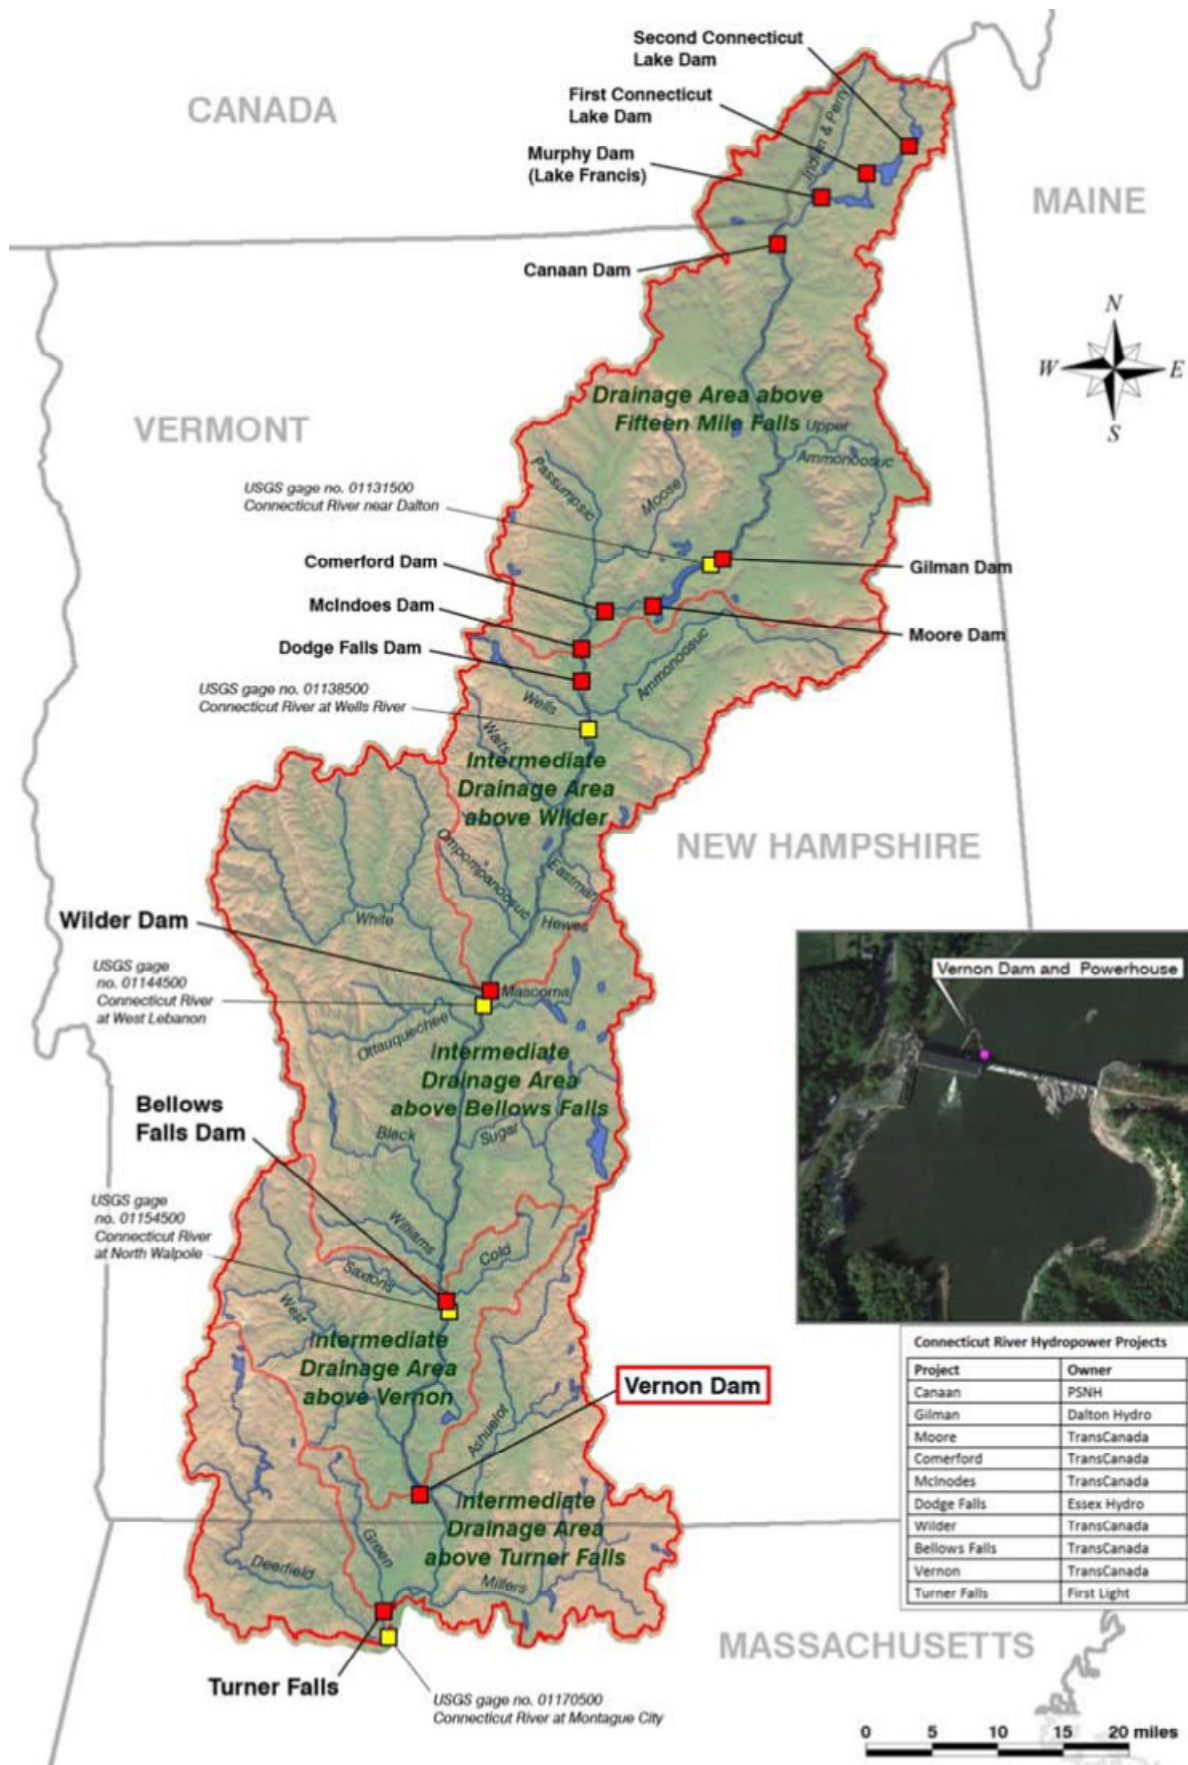 Second Connecticut
Lake Dam
CANADA
First Connecticut
Lake Dam
Indian & Perry
Murphy Dam
(Lake Francis)
MAINE
Canaan Dam
N
W
E
S
Drainage Area above
Fifteen Mile Falls
Upper
Ammonoosuc
VERMONT
Passumpsic
Moose
USGS gage no. 01131500
Connecticut River near Dalton
Comerford Dam
Gilman Dam
McIndoes Dam
Moore Dam
Dodge Falls Dam
Ammonoosuc
USGS gage no. 01138500
Connecticut River at Wells River
Wells
Waits
Intermediate
Drainage Area
above Wilder
NEW HAMPSHIRE
Ompompanoosuc
Eastman
Hewes
White
Wilder Dam
USGS gage
no. 01144500
Connecticut River
at West Lebanon
Mascoma
Ottauquechee
Vernon Dam and Powerhouse
Intermediate
Drainage Area
above Bellows Falls
Bellows
Falls Dam
Black
Sugar
USGS gage
no. 01154500
Connecticut River
at North Walpole
Williams
Cold
Saxtons
West
Intermediate
Drainage Area
above Vernon
Vernon Dam
Ashuelot
Connecticut River Hydropower Projects
Project Owner
Canaan PSNH
Gilman Dalton Hydro
Moore TransCanada
Comerford TransCanada
McInodes TransCanada
Dodge Falls Essex Hydro
Wilder TransCanada
Bellows Falls TransCanada
Vernon TransCanada
Turner Falls First Light
Intermediate
Drainage Area
above Turner Falls
Green
Deerfield
Millers
MASSACHUSETTS
Turner Falls
USGS gage no. 01170500
Connecticut River at Montague City
0 5 10 15 20 miles